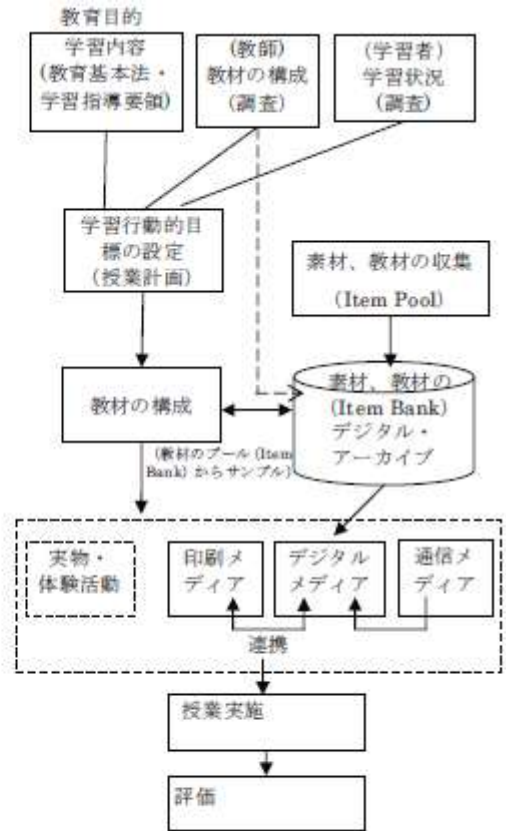 教育目的
学習内容
(教育基本法・
学習指導要領)
(教師)
教材の構成
(調査)
(学習者)
学習状況
(調査)
学習行動的目
標の設定
(授業計画)
素材、教材の収集
(Item Pool)
教材の構成
素材、教材の
(Item Bank)
デジタル・
アーカイブ
(教材のプール(Item
Bank)からサンプル)
実物・
体験活動
印刷メ
ディア
デジタル
メディア
通信メ
ディア
連携
授業実施
評価